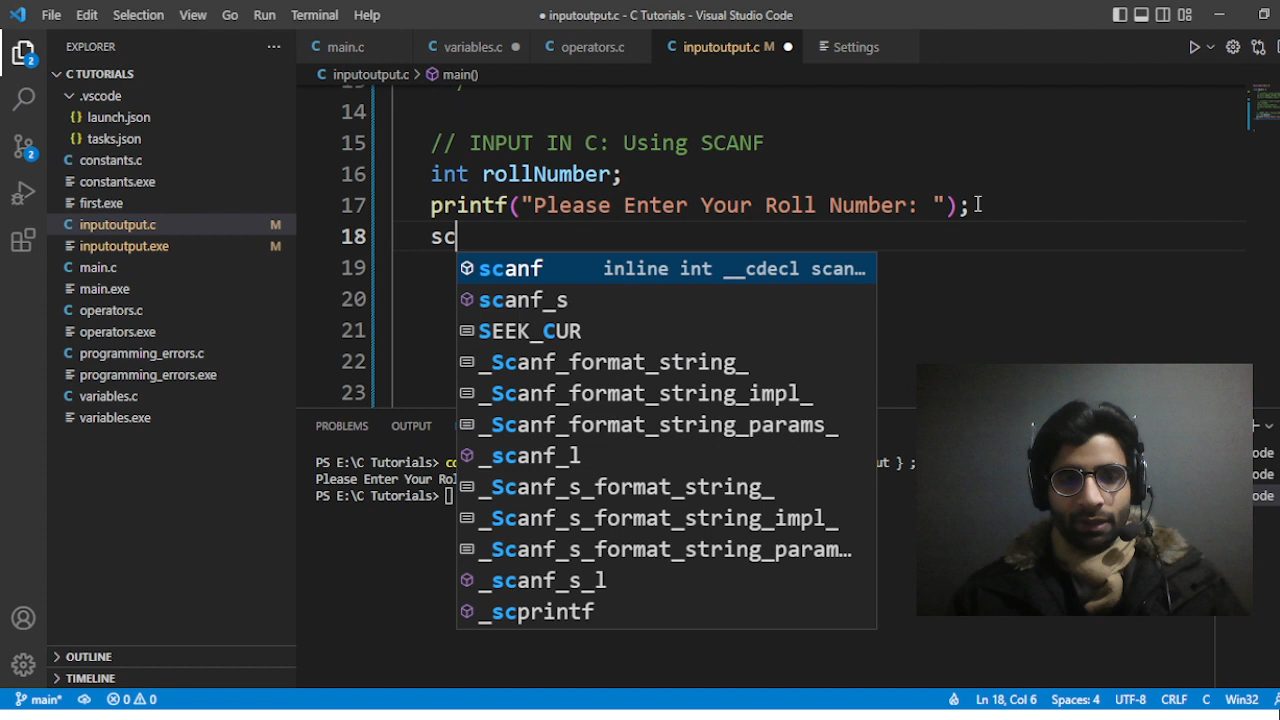 File Edit Selection View Go Run Terminal Help
● inputoutput.c - C Tutorials - Visual Studio Code
EXPLORER
C TUTORIALS
.vscode
launch.json
tasks.json
constants.c
constants.exe
first.exe
inputoutput.c M
inputoutput.exe M
main.c
main.exe
operators.c
operators.exe
programming_errors.c
programming_errors.exe
variables.c
variables.exe
OUTLINE
TIMELINE
2
2
main.c variables.c ● operators.c inputoutput.c M ● Settings
inputoutput.c > main()
14
15 // INPUT IN C: Using SCANF
16 int rollNumber;
17 printf("Please Enter Your Roll Number: ");
18 sc
19
20
21
22
23
scanf inline int __cdecl scan…
scanf_s
SEEK_CUR
_Scanf_format_string_
_Scanf_format_string_impl_
_Scanf_format_string_params_
_scanf_l
_Scanf_s_format_string_
_Scanf_s_format_string_impl_
_Scanf_s_format_string_param…
_scanf_s_l
_scprintf
PROBLEMS OUTPUT
PS E:\C Tutorials> } ;
Please Enter Your
PS E:\C Tutorials>
main* 0 0 Ln 18, Col 6 Spaces: 4 UTF-8 CRLF C Win32